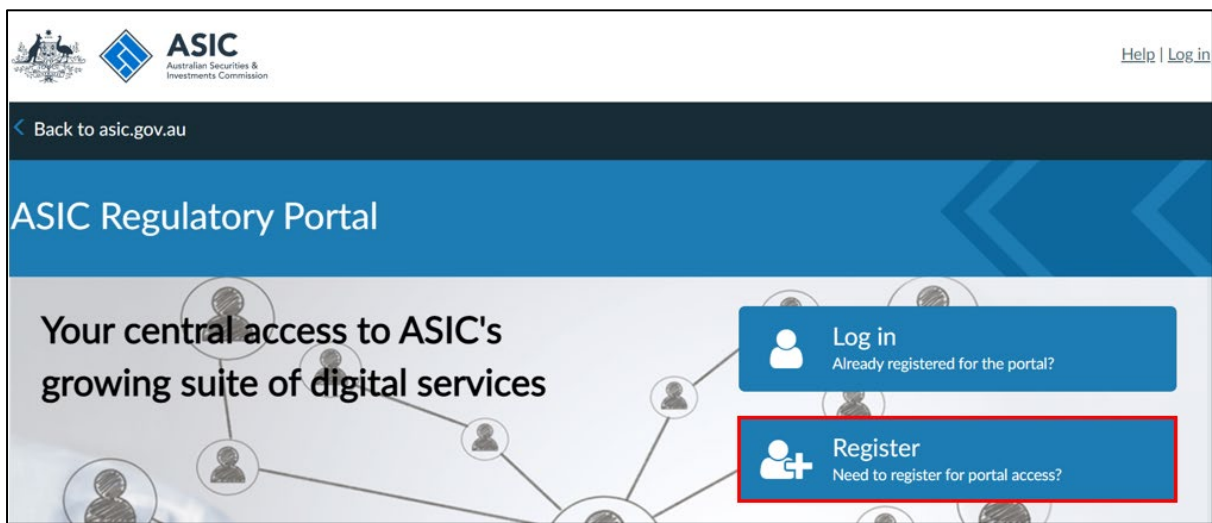 ASIC
Australian Securities &
Investments Commission
Help | Log in
Back to asic.gov.au
ASIC Regulatory Portal
Your central access to ASIC's
growing suite of digital services
Log in
Already registered for the portal?
Register
Need to register for portal access?